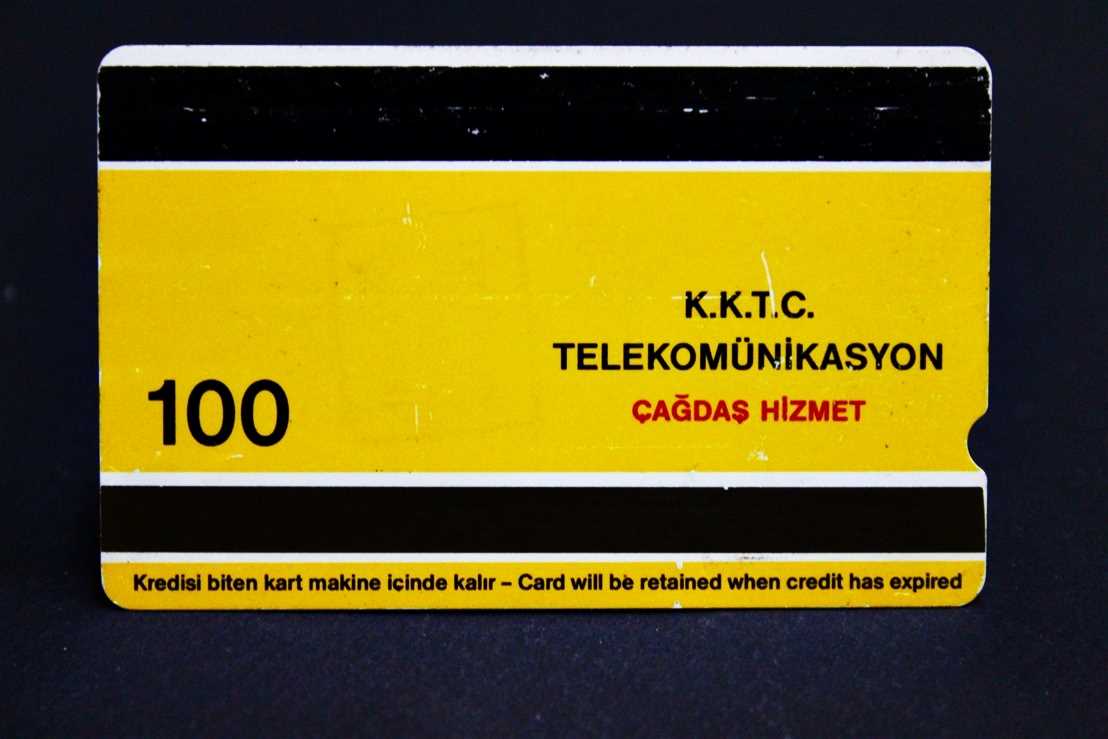 K.K.T.C.
TELEKOMÜNİKASYON
ÇAĞDAŞ HİZMET
100
Kredisi biten kart makine içinde kalır – Card will be retained when credit has expired